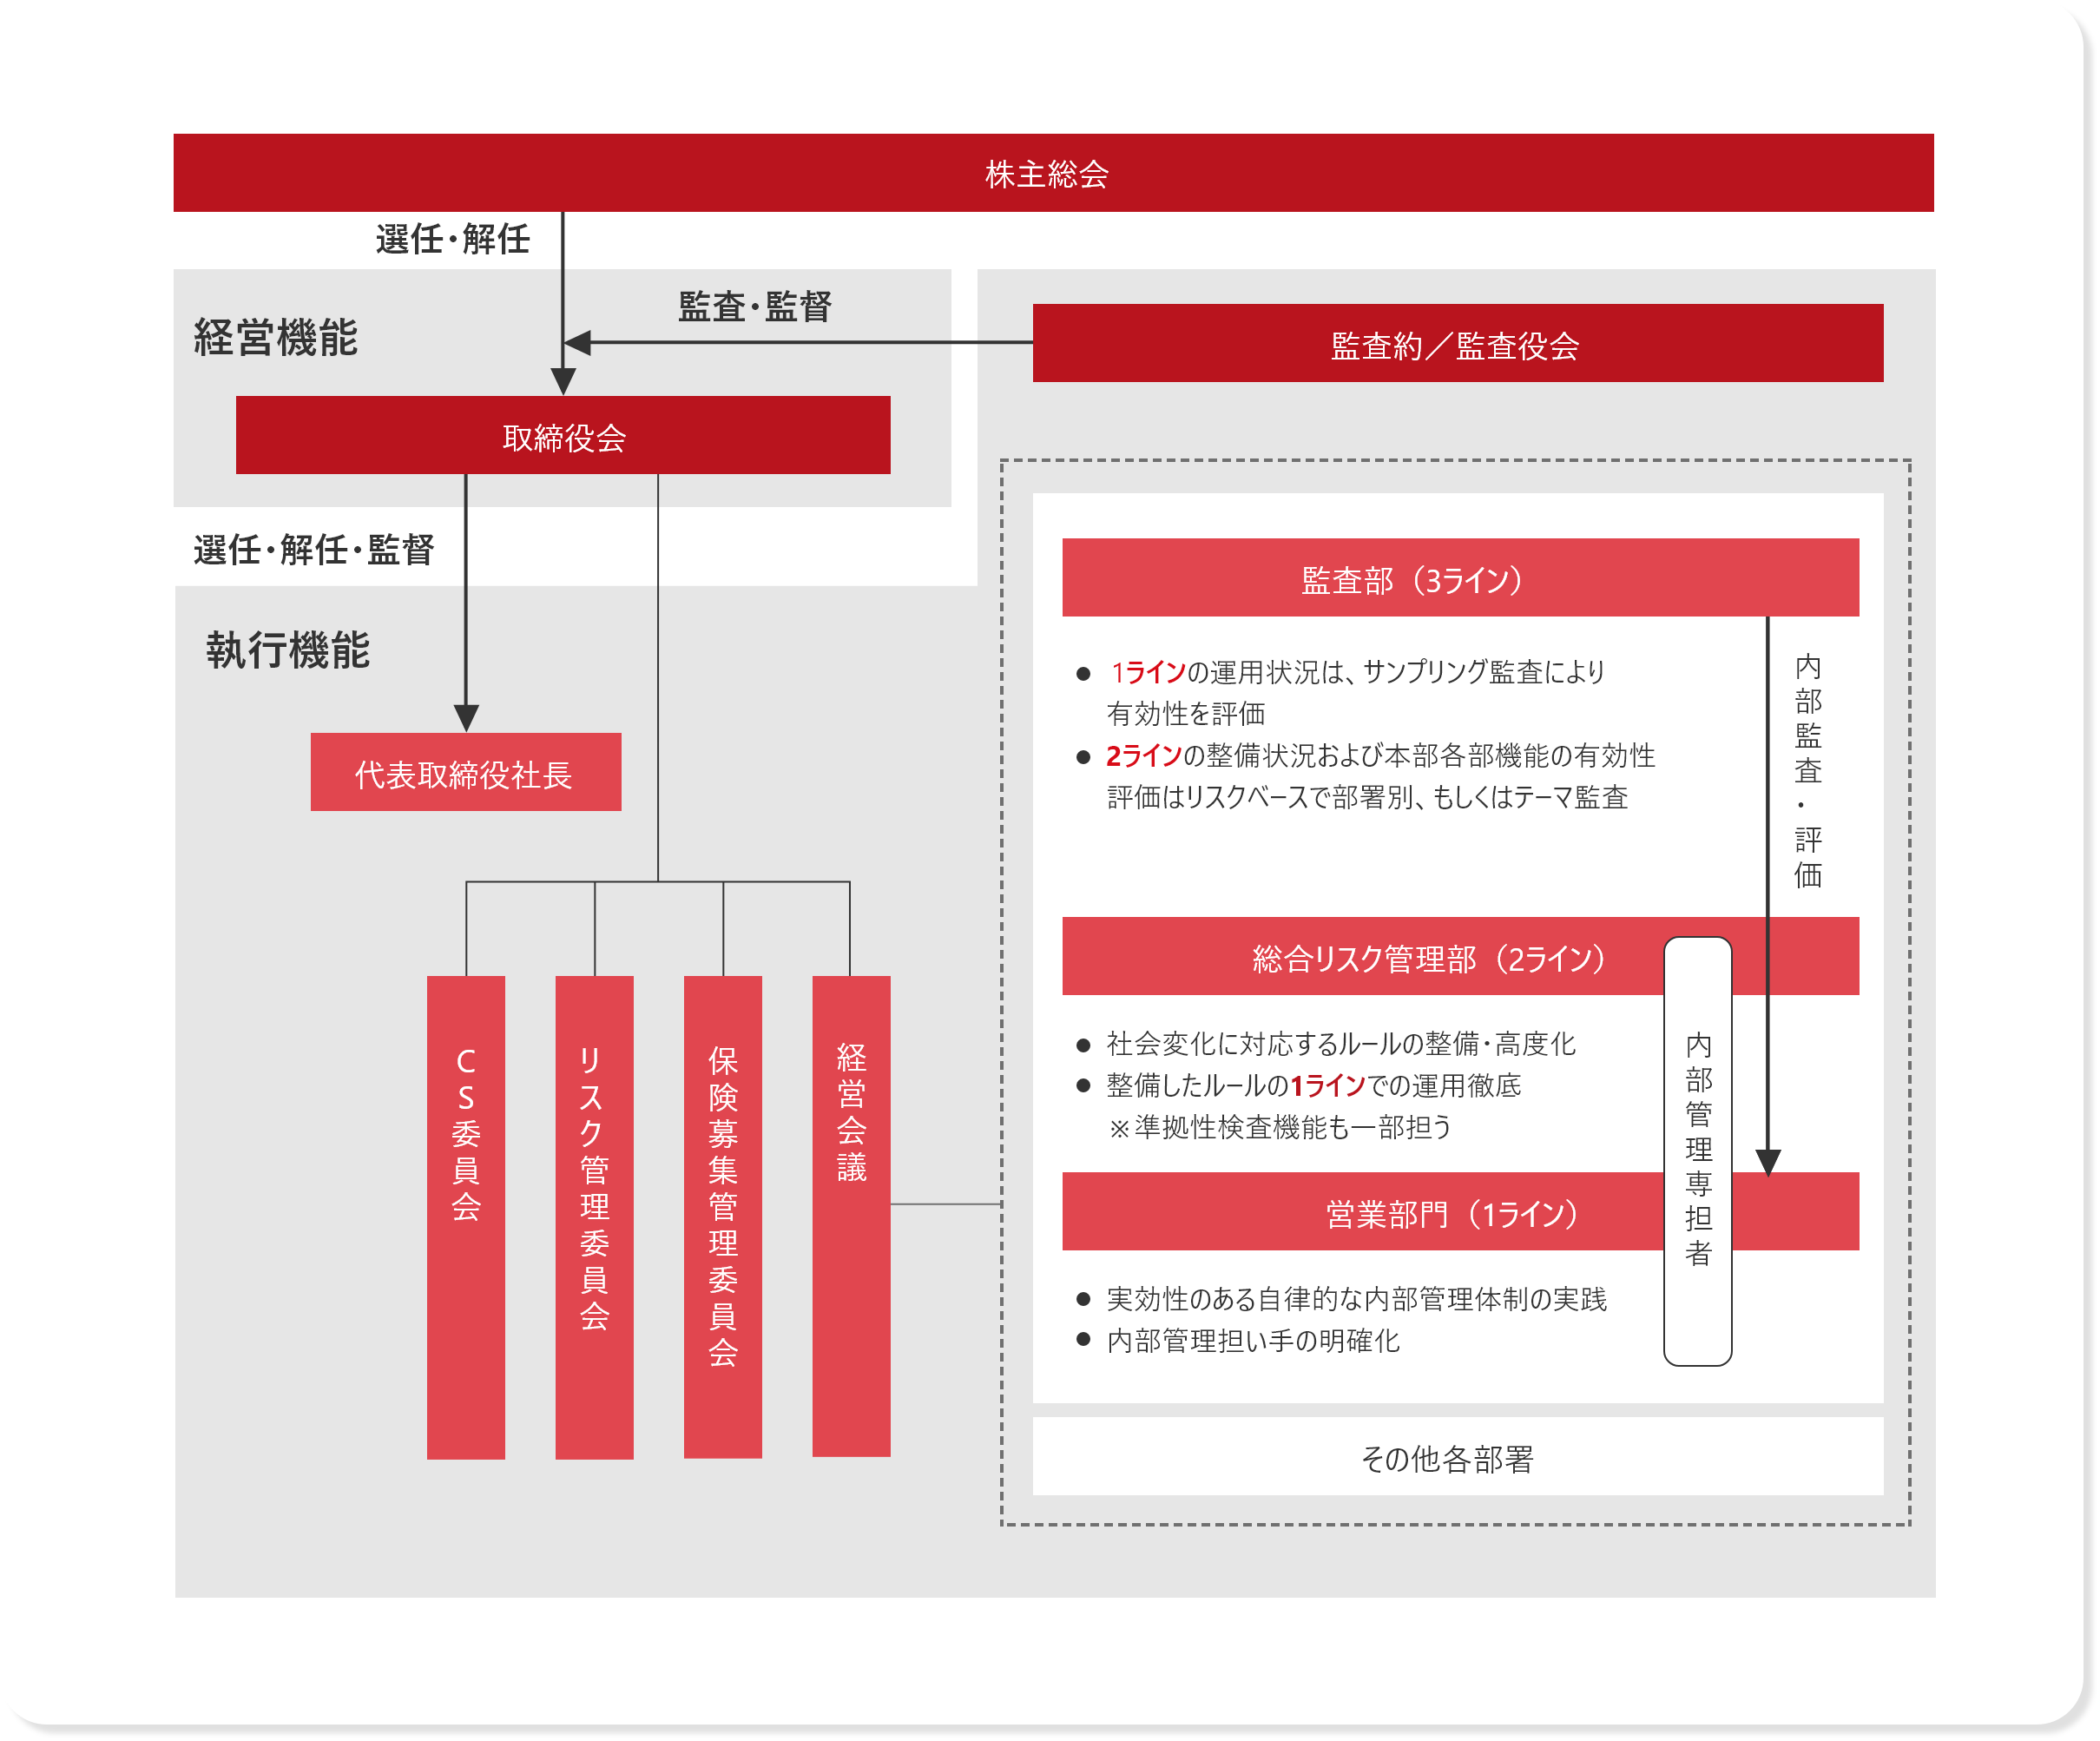 株主総会
選任・解任
経営機能
監査・監督
監査約／監査役会
取締役会
選任・解任・監督
執行機能
代表取締役社長
CS委員会
リスク管理委員会
保険募集管理委員会
経営会議
監査部（3ライン）
● 1ラインの運用状況は、サンプリング監査により
有効性を評価
● 2ラインの整備状況および本部各部機能の有効性
評価はリスクベースで部署別、もしくはテーマ監査
内部監査・評価
総合リスク管理部（2ライン）
● 社会変化に対応するルールの整備・高度化
● 整備したルールの1ラインでの運用徹底
※準拠性検査機能も一部担う
内部管理専担者
営業部門（1ライン）
● 実効性のある自律的な内部管理体制の実践
● 内部管理担い手の明確化
その他各部署